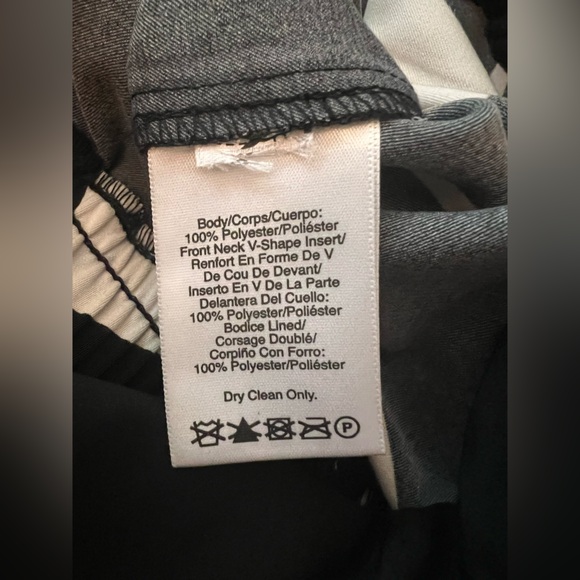 Body/Corps/Cuerpo:
100% Polyester/Poliéster
Front Neck V-Shape Insert/
Renfort En Forme De V
De Cou De Devant/
Inserto En V De La Parte
Delantera Del Cuello:
100% Polyester/Poliéster
Bodice Lined/
Corsage Doublé/
Corpiño Con Forro:
100% Polyester/Poliéster
Dry Clean Only.
P